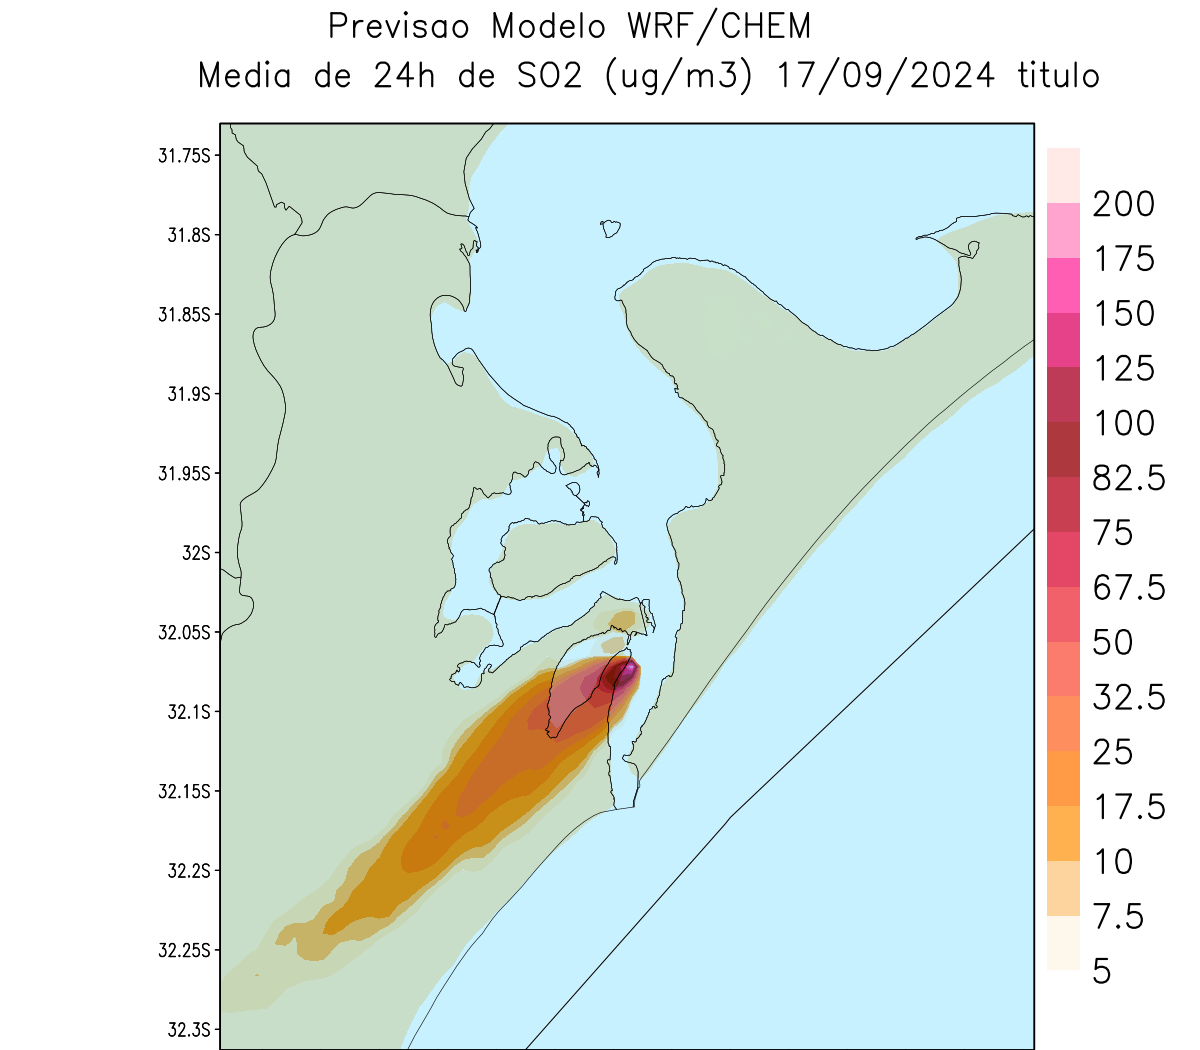 Previsao Modelo WRF/CHEM
Media de 24h de SO2 (ug/m3) 17/09/2024 titulo
31.75S
31.8S
31.85S
31.9S
31.95S
32S
32.05S
32.1S
32.15S
32.2S
32.25S
32.3S
200
175
150
125
100
82.5
75
67.5
50
32.5
25
17.5
10
7.5
5